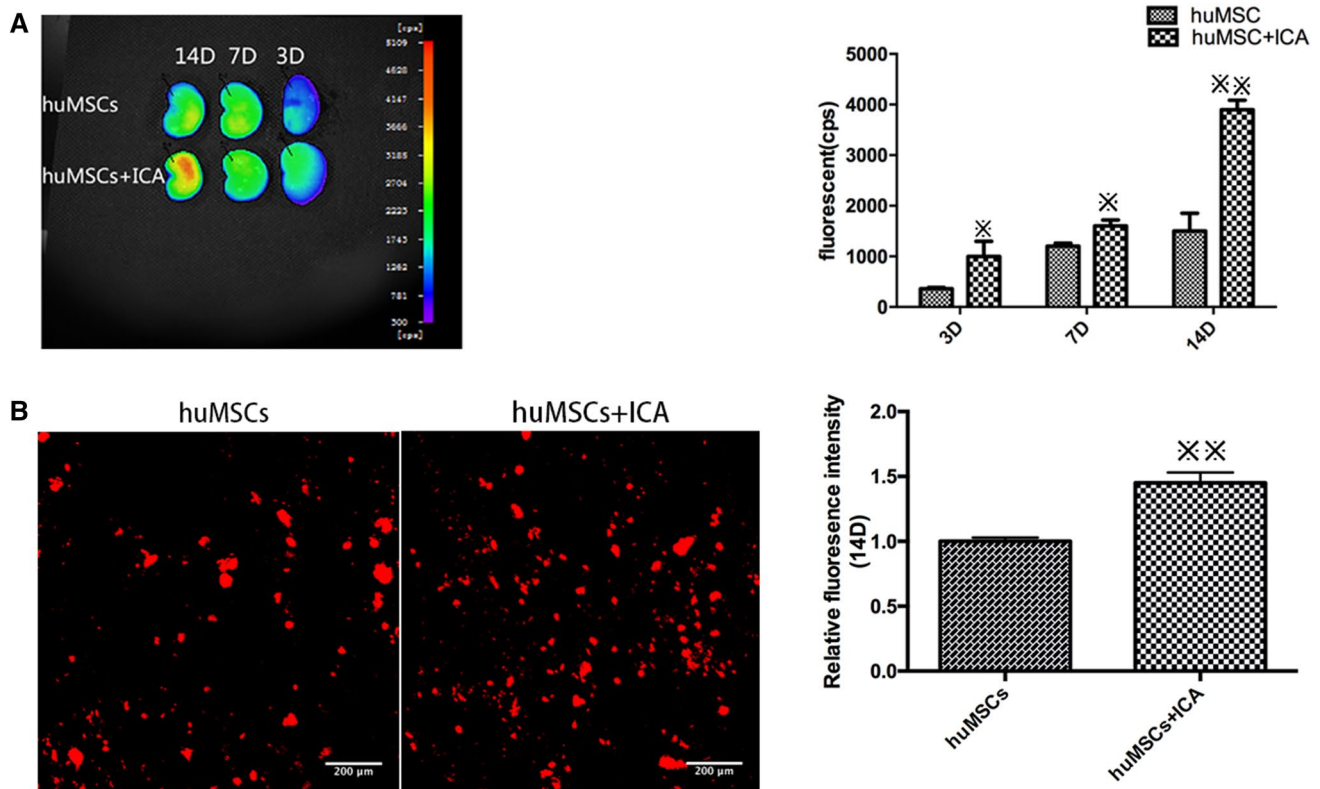 A
14D 7D 3D
huMSCs
huMSCs+ICA
[cps]
5109
4628
4147
3666
3185
2704
2223
1743
1262
781
300
[cps]
huMSC
huMSC+ICA
fluorescent(cps)
5000
4000
3000
2000
1000
0
※
※
※※
3D
7D
14D
B
huMSCs
huMSCs+ICA
200 μm
200 μm
Relative fluorescence intensity
(14D)
2.0
1.5
1.0
0.5
0.0
※※
huMSCs
huMSCs+ICA